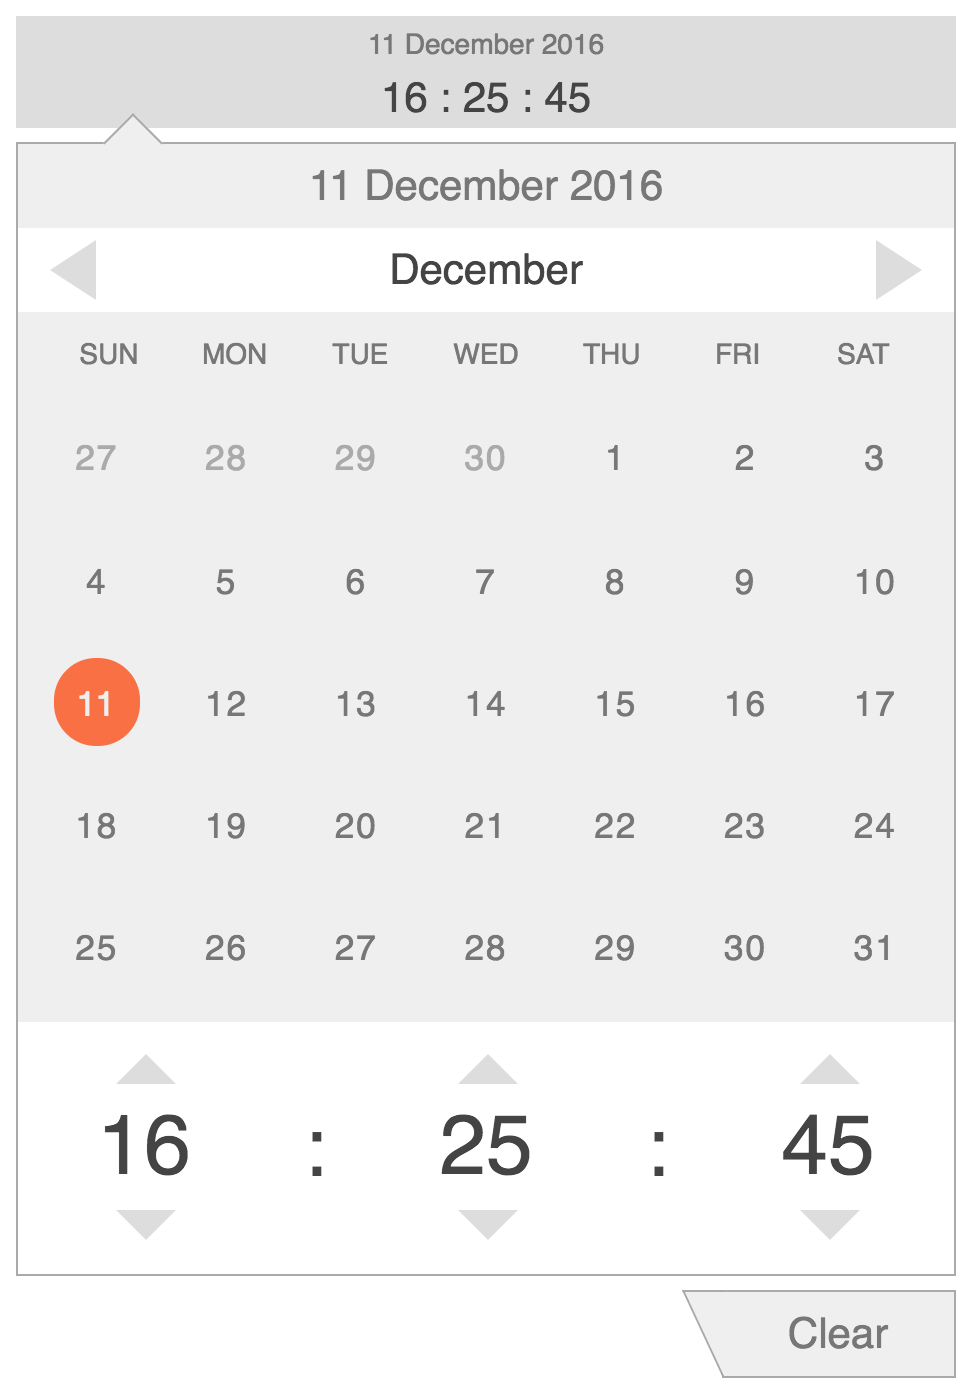 11 December 2016
16 : 25 : 45
11 December 2016
December
SUN MON TUE WED THU FRI SAT
27 28 29 30 1 2 3
4 5 6 7 8 9 10
11 12 13 14 15 16 17
18 19 20 21 22 23 24
25 26 27 28 29 30 31
16 : 25 : 45
Clear